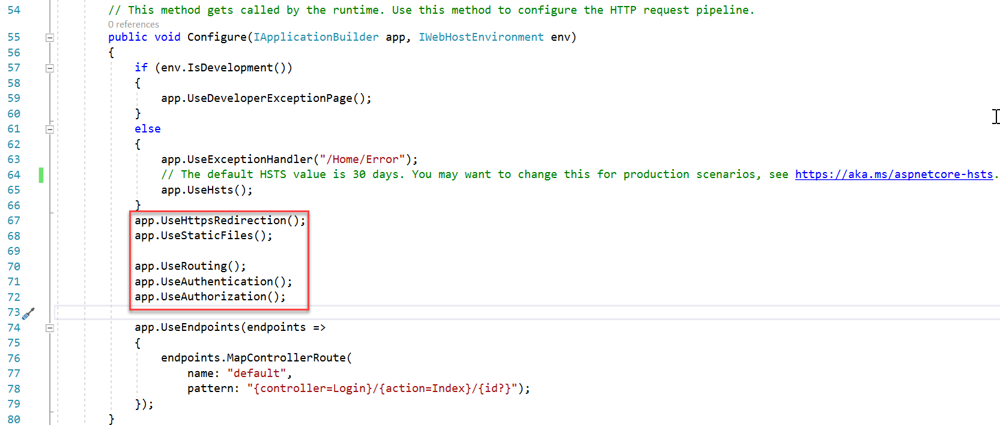 54 // This method gets called by the runtime. Use this method to configure the HTTP request pipeline.
0 references
55 public void Configure(IApplicationBuilder app, IWebHostEnvironment env)
56 {
57 if (env.IsDevelopment())
58 {
59 app.UseDeveloperExceptionPage();
60 }
61 else
62 {
63 app.UseExceptionHandler("/Home/Error");
64 // The default HSTS value is 30 days. You may want to change this for production scenarios, see https://aka.ms/aspnetcore-hsts.
65 app.UseHsts();
66 }
67 app.UseHttpsRedirection();
68 app.UseStaticFiles();
69
70 app.UseRouting();
71 app.UseAuthentication();
72 app.UseAuthorization();
73
74 app.UseEndpoints(endpoints =>
75 {
76 endpoints.MapControllerRoute(
77 name: "default",
78 pattern: "{controller=Login}/{action=Index}/{id?}");
79 });
80 }